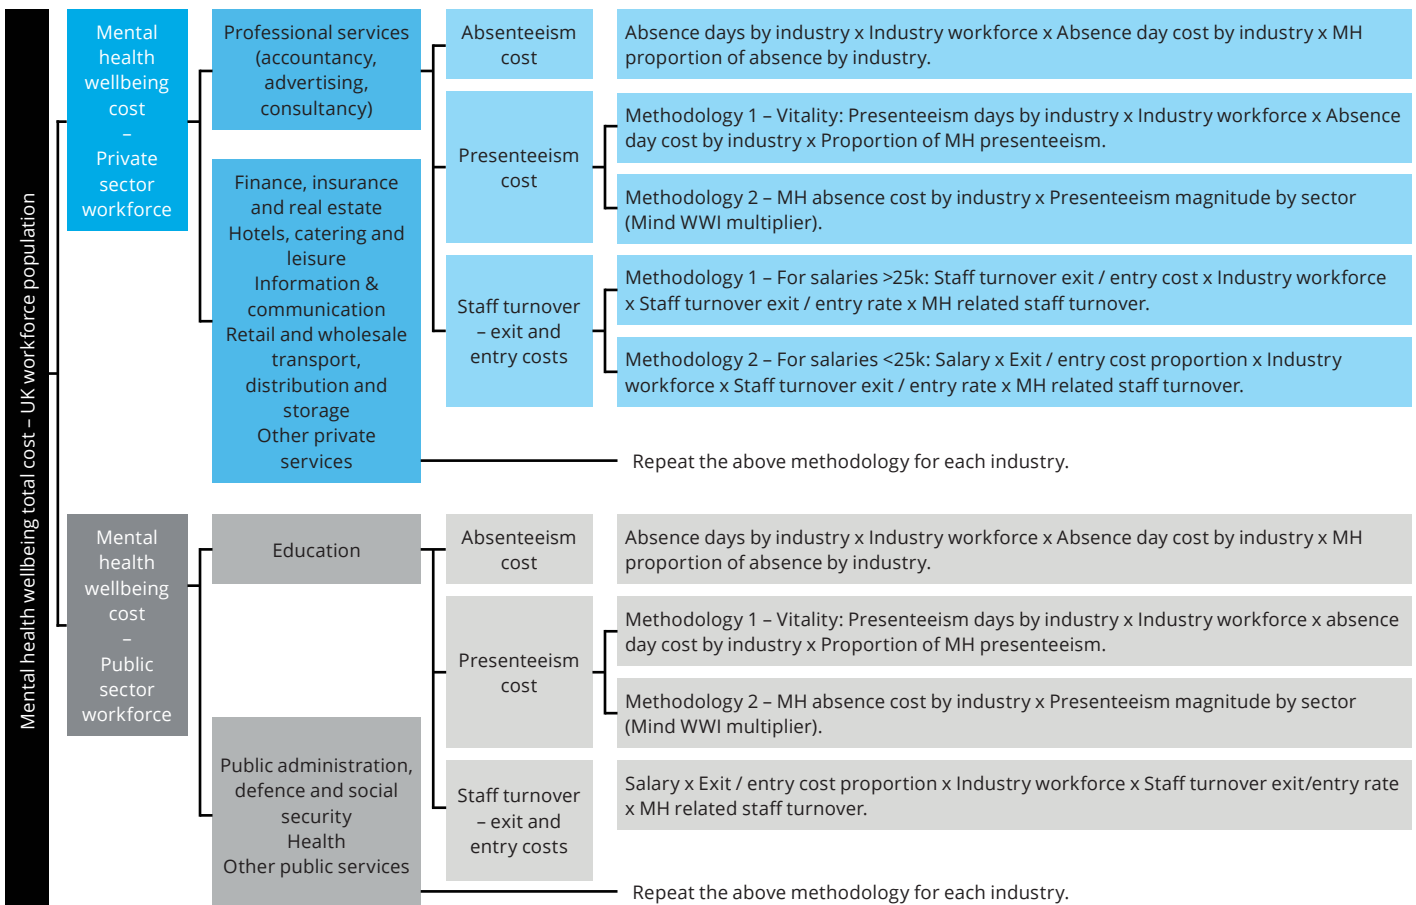 Mental health wellbeing total cost – UK workforce population
Mental
health
wellbeing
cost
–
Private
sector
workforce
Professional services
(accountancy,
advertising,
consultancy)
Absenteeism
cost
Absence days by industry x Industry workforce x Absence day cost by industry x MH
proportion of absence by industry.
Presenteeism
cost
Methodology 1 – Vitality: Presenteeism days by industry x Industry workforce x Absence
day cost by industry x Proportion of MH presenteeism.
Methodology 2 – MH absence cost by industry x Presenteeism magnitude by sector
(Mind WWI multiplier).
Staff turnover
– exit and
entry costs
Methodology 1 – For salaries >25k: Staff turnover exit / entry cost x Industry workforce
x Staff turnover exit / entry rate x MH related staff turnover.
Methodology 2 – For salaries <25k: Salary x Exit / entry cost proportion x Industry
workforce x Staff turnover exit / entry rate x MH related staff turnover.
Finance, insurance
and real estate
Hotels, catering and
leisure
Information &
communication
Retail and wholesale
transport,
distribution and
storage
Other private
services
Repeat the above methodology for each industry.
Mental
health
wellbeing
cost
–
Public
sector
workforce
Education
Absenteeism
cost
Absence days by industry x Industry workforce x Absence day cost by industry x MH
proportion of absence by industry.
Presenteeism
cost
Methodology 1 – Vitality: Presenteeism days by industry x Industry workforce x absence
day cost by industry x Proportion of MH presenteeism.
Methodology 2 – MH absence cost by industry x Presenteeism magnitude by sector
(Mind WWI multiplier).
Staff turnover
– exit and
entry costs
Salary x Exit / entry cost proportion x Industry workforce x Staff turnover exit/entry rate
x MH related staff turnover.
Public administration,
defence and social
security
Health
Other public services
Repeat the above methodology for each industry.